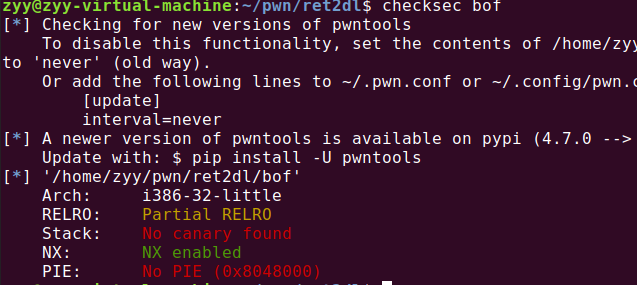 zyy@zyy-virtual-machine:~/pwn/ret2dl$ checksec bof
[*] Checking for new versions of pwntools
To disable this functionality, set the contents of /home/zyy
to 'never' (old way).
Or add the following lines to ~/.pwn.conf or ~/.config/pwn.c
[update]
interval=never
[*] A newer version of pwntools is available on pypi (4.7.0 -->
Update with: $ pip install -U pwntools
[*] '/home/zyy/pwn/ret2dl/bof'
Arch: i386-32-little
RELRO: Partial RELRO
Stack: No canary found
NX: NX enabled
PIE: No PIE (0x8048000)